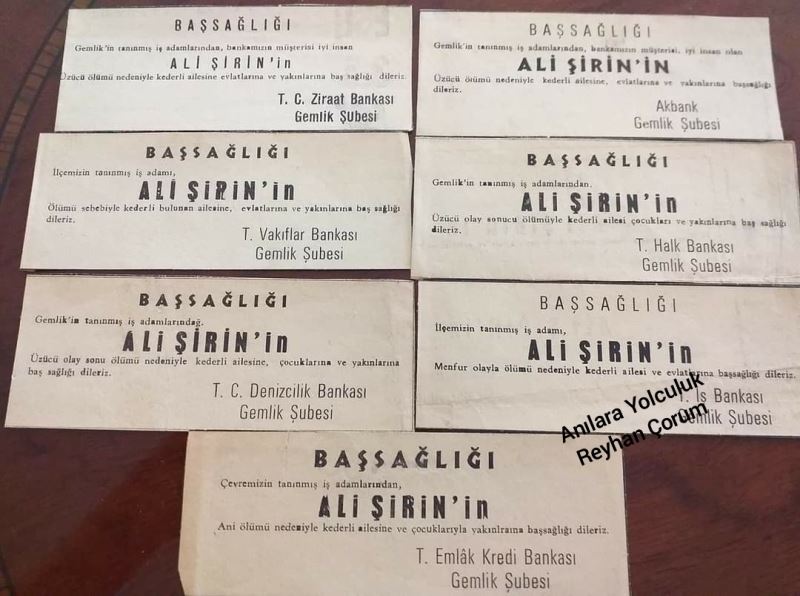 BAŞSAĞLIĞI
Gemlik'in tanınmış iş adamlarından, bankamızın müşterisi iyi insan
ALİ ŞİRİN'in
Üzücü ölümü nedeniyle kederli ailesine evlatlarına ve yakınlarına baş sağlığı dileriz.
T. C. Ziraat Bankası
Gemlik Şubesi
BAŞSAĞLIĞI
Gemlik'in tanınmış iş adamlarından, bankamızın müşterisi, iyi insan olan
ALİ ŞİRİN'İN
Üzücü ölümü nedeniyle kederli ailesine, evlatlarına ve yakınlarına başsağlığı
dileriz.
Akbank
Gemlik Şubesi
BAŞSAĞLIĞI
İlçemizin tanınmış iş adamı,
ALİ ŞİRİN'in
Ölümü sebebiyle kederli bulunan ailesine, evlatlarına ve yakınlarına baş sağlığı
dileriz.
T. Vakıflar Bankası
Gemlik Şubesi
BAŞSAĞLIĞI
Gemlik'in tanınmış iş adamlarından,
ALİ ŞİRİN'in
Üzücü olay sonucu ölümüyle kederli ailesi çocukları ve yakınlarına baş sağlığı
dileriz.
T. Halk Bankası
Gemlik Şubesi
BAŞSAĞLIĞI
Gemlik'in tanınmış iş adamlarındağ.
ALİ ŞİRİN'in
Üzücü olay sonu ölümü nedeniyle kederli ailesine, çocuklarına ve yakınlarına
baş sağlığı dileriz.
T. C. Denizcilik Bankası
Gemlik Şubesi
BAŞSAĞLIĞI
İlçemizin tanınmış iş adamı,
ALİ ŞİRİN'in
Menfur olayla ölümü nedeniyle kederli ailesi ve evlatlarına başsağlığı dileriz.
T. İs Bankası
Gemlik Şubesi
Anılara Yolculuk
Reyhan Çorum
BAŞSAĞLIĞI
Çevremizin tanınmış iş adamlarından,
ALİ ŞİRİN'in
Ani ölümü nedeniyle kederli ailesine ve çocuklarıyla yakınlrama başsağlığı dileriz.
T. Emlâk Kredi Bankası
Gemlik Şubesi